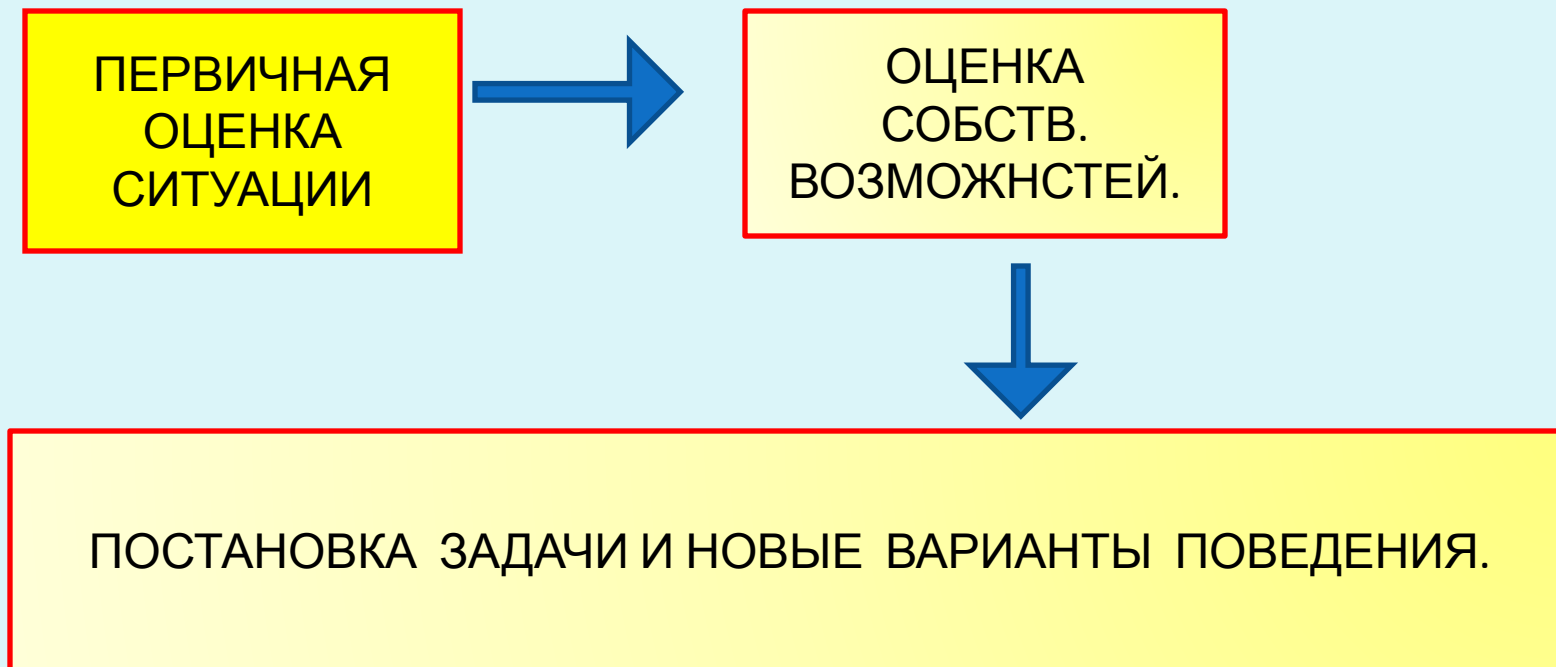 ПЕРВИЧНАЯ
ОЦЕНКА
СИТУАЦИИ
ОЦЕНКА
СОБСТВ.
ВОЗМОЖНСТЕЙ.
ПОСТАНОВКА ЗАДАЧИ И НОВЫЕ ВАРИАНТЫ ПОВЕДЕНИЯ.